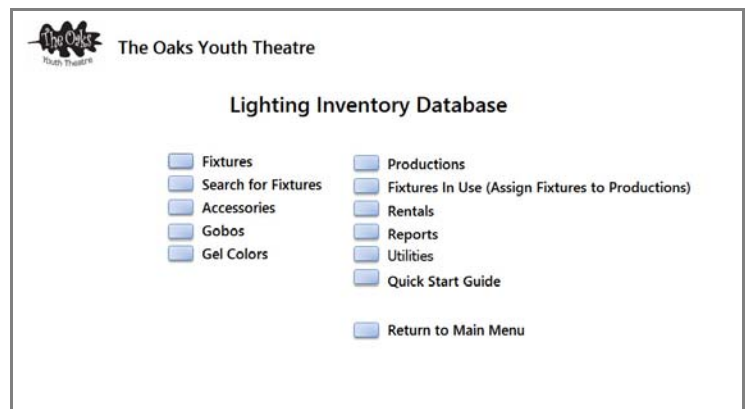 The Oaks
Youth Theatre
The Oaks Youth Theatre
Lighting Inventory Database
Fixtures
Search for Fixtures
Accessories
Gobos
Gel Colors
Productions
Fixtures In Use (Assign Fixtures to Productions)
Rentals
Reports
Utilities
Quick Start Guide
Return to Main Menu